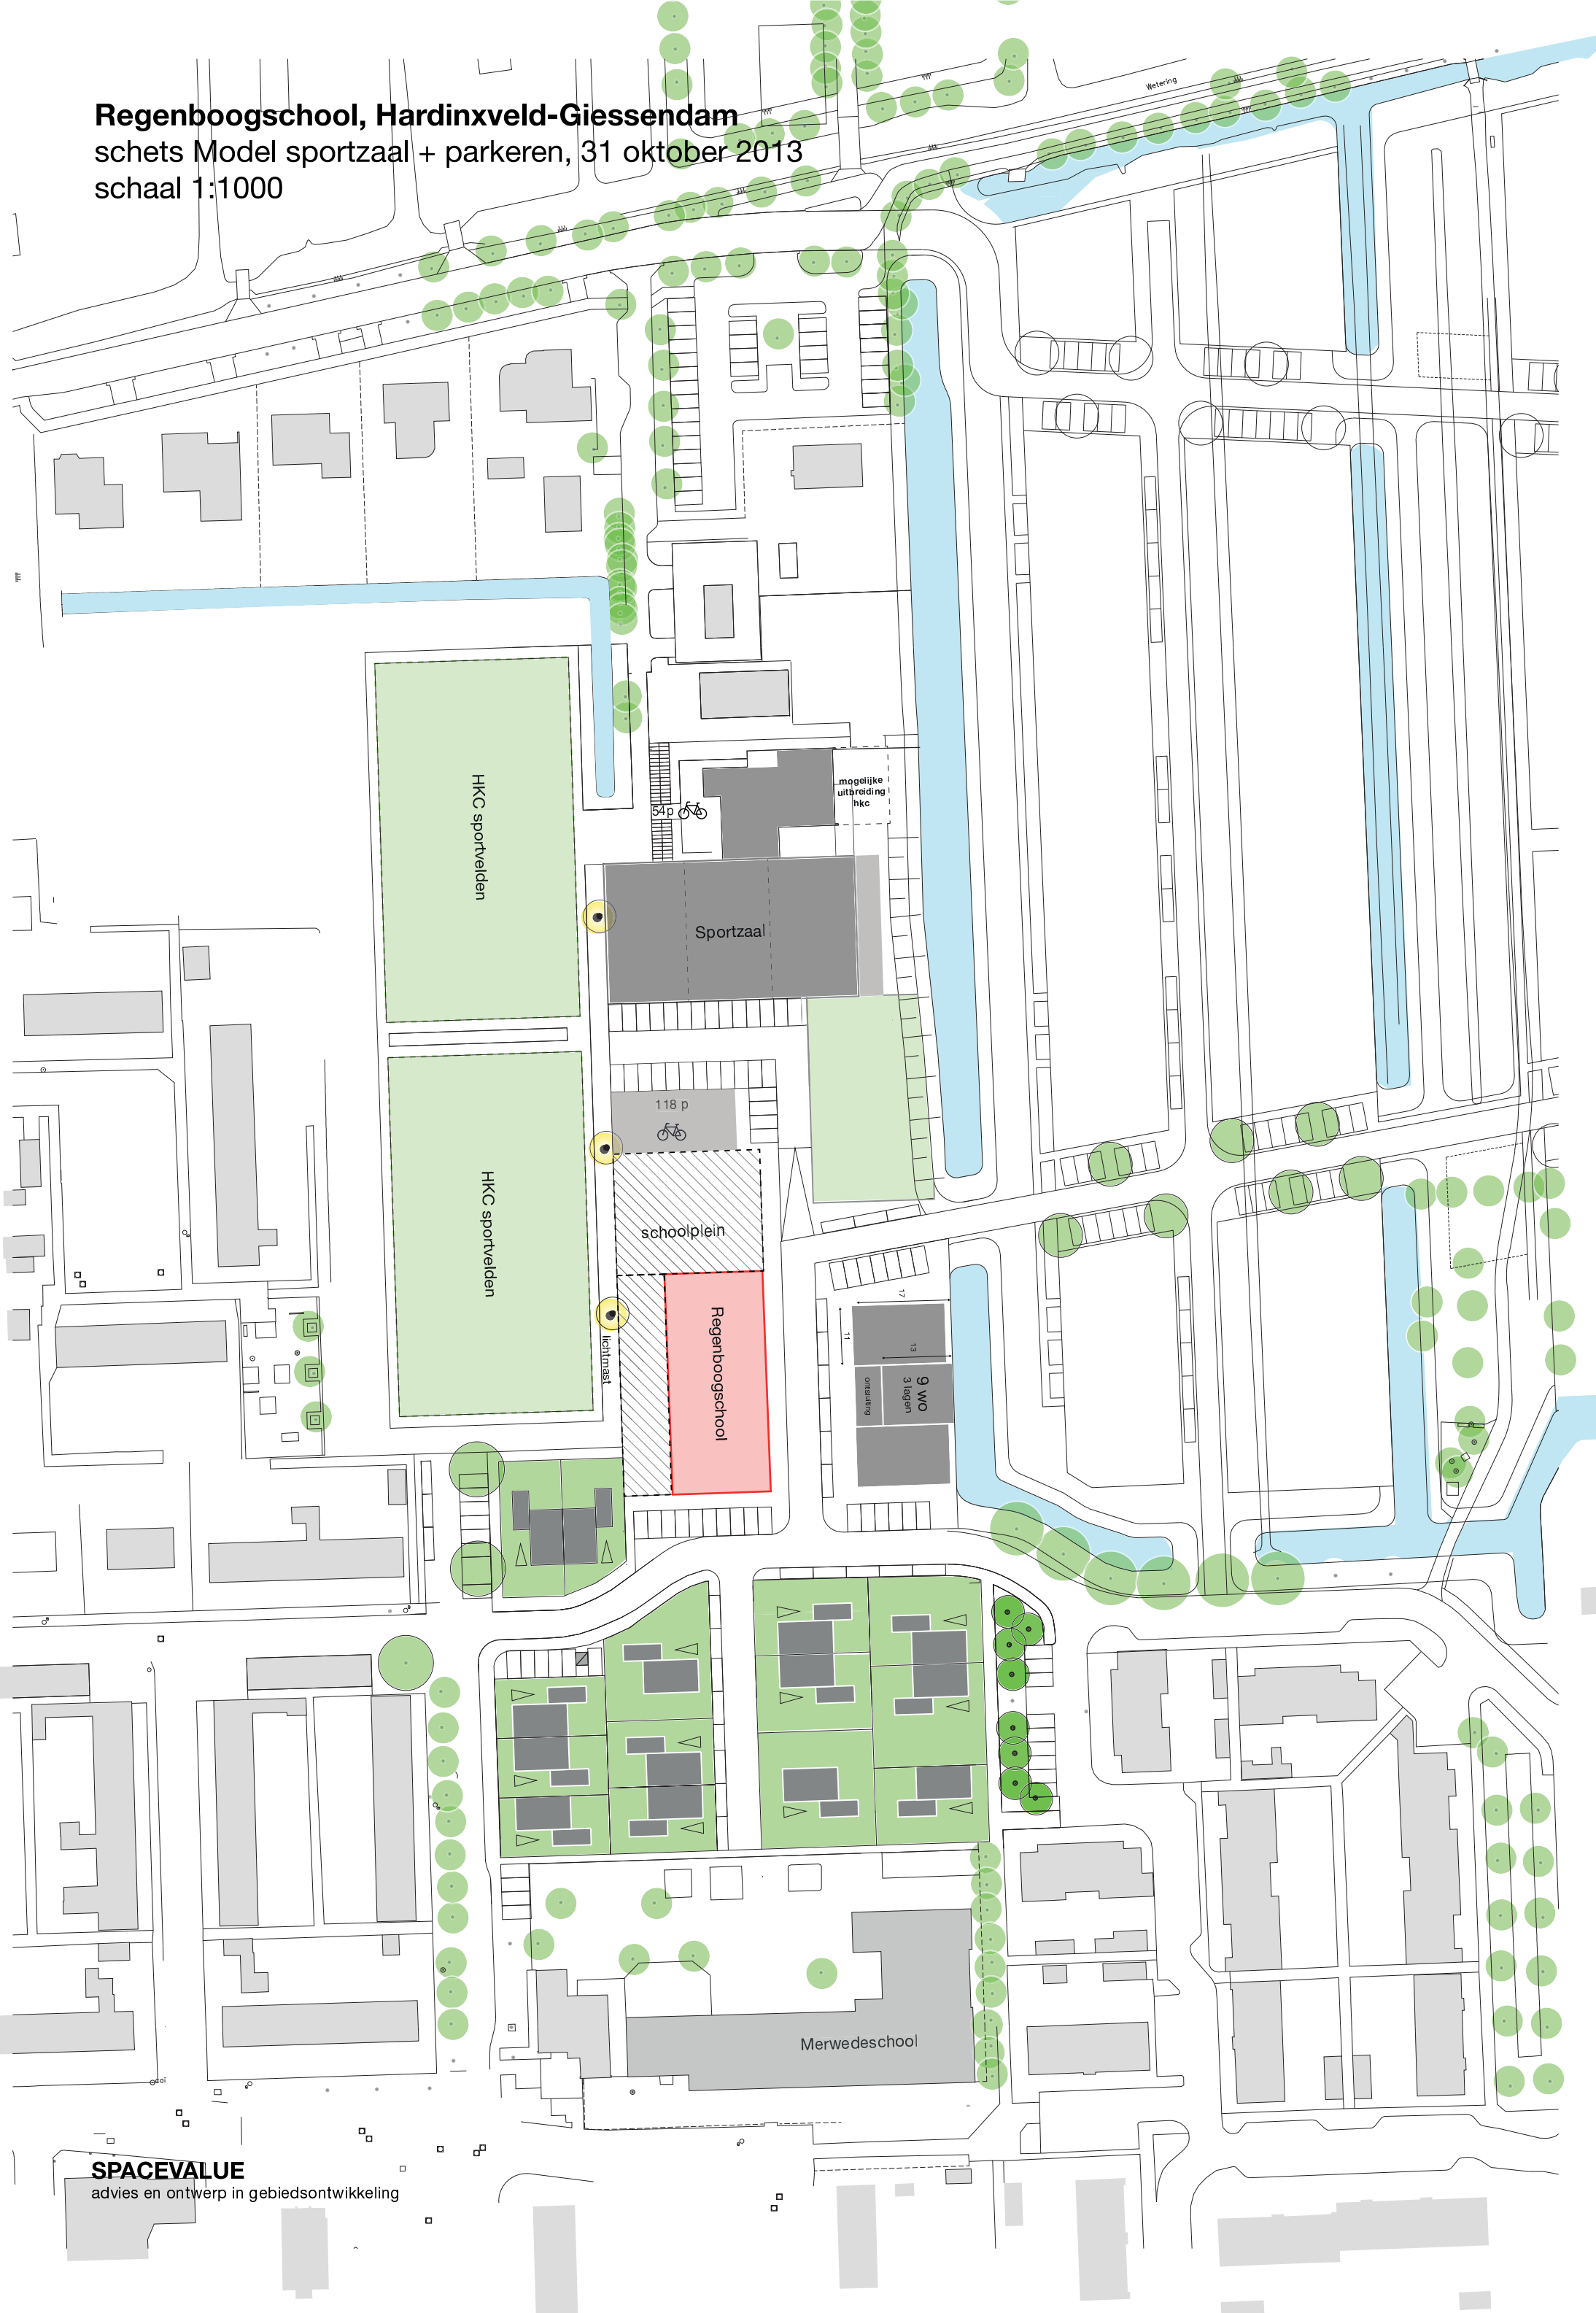 Regenboogschool, Hardinxveld-Giessendam
schets Model sportzaal + parkeren, 31 oktober 2013
schaal 1:1000
Wetering
mogelijke
uitbreiding
hkc
54p
HKC sportvelden
Sportzaal
118 p
schoolplein
HKC sportvelden
lichtmast
Regenboogschool
17
11
13
9 wo
3 lagen
ontsluiting
Merwedeschool
SPACEVALUE
advies en ontwerp in gebiedsontwikkeling